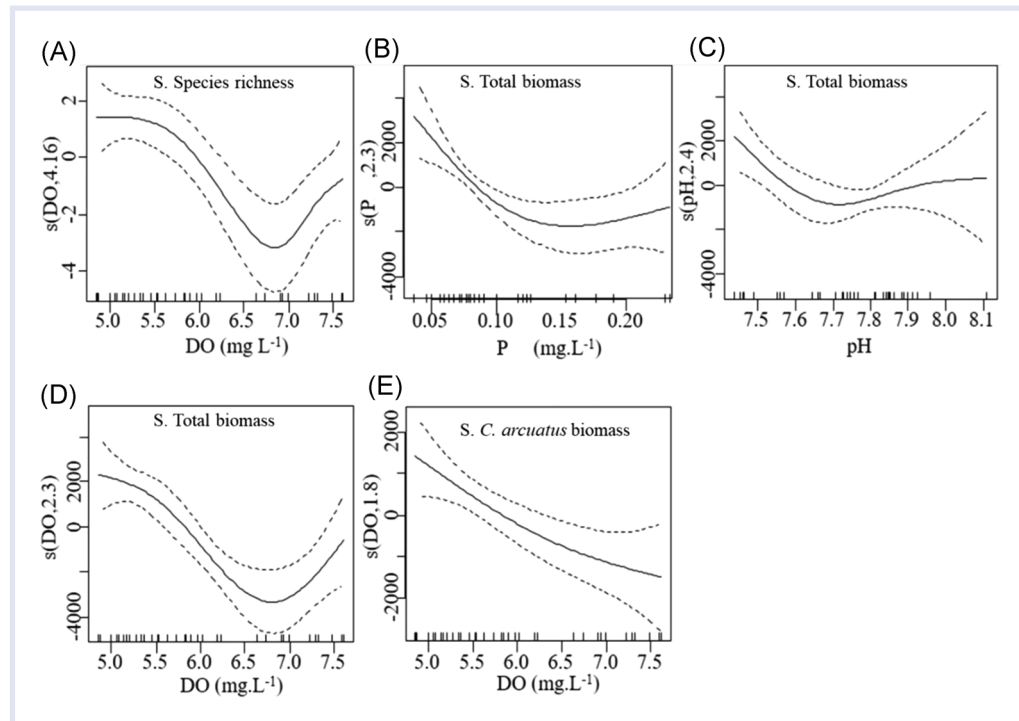 (A)
S. Species richness
s(DO,4.16)
2
0
-2
-4
5.0 5.5 6.0 6.5 7.0 7.5
DO (mg L-1)
(B)
S. Total biomass
s(P ,2.3)
2000
0
-4000
0.05 0.10 0.20
P (mg.L-1)
(C)
S. Total biomass
s(pH,2.4)
2000
0
-4000
7.5 7.6 7.7 7.8 7.9 8.0 8.1
pH
(D)
S. Total biomass
s(DO,2.3)
2000
0
-4000
5.0 5.5 6.0 6.5 7.0 7.5
DO (mg.L-1)
(E)
S. C. arcuatus biomass
s(DO,1.8)
2000
0
-2000
5.0 5.5 6.0 6.5 7.0 7.5
DO (mg.L-1)